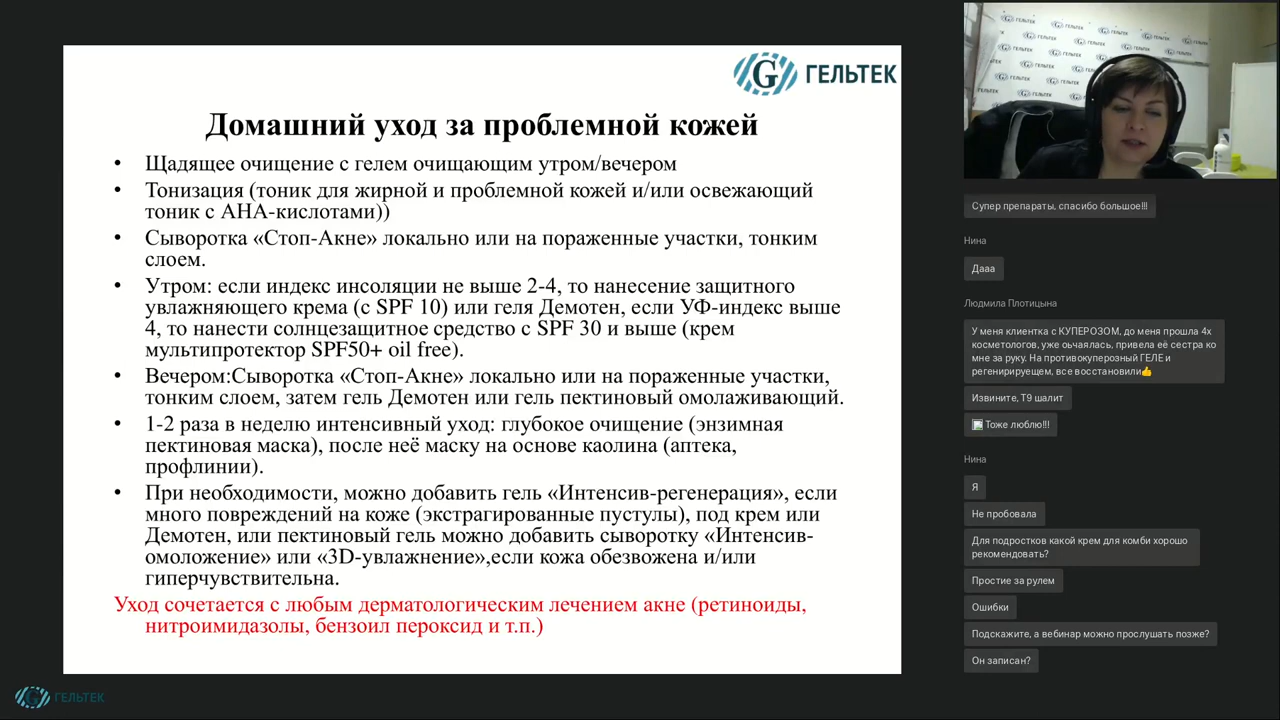 ГЕЛЬТЕК
Домашний уход за проблемной кожей
• Щадящее очищение с гелем очищающим утром/вечером
• Тонизация (тоник для жирной и проблемной кожей и/или освежающий
тоник с АНА-кислотами))
• Сыворотка «Стоп-Акне» локально или на пораженные участки, тонким
слоем.
• Утром: если индекс инсоляции не выше 2-4, то нанесение защитного
увлажняющего крема (с SPF 10) или геля Демотен, если УФ-индекс выше
4, то нанести солнцезащитное средство с SPF 30 и выше (крем
мультипротектор SPF50+ oil free).
• Вечером:Сыворотка «Стоп-Акне» локально или на пораженные участки,
тонким слоем, затем гель Демотен или гель пектиновый омолаживающий.
• 1-2 раза в неделю интенсивный уход: глубокое очищение (энзимная
пектиновая маска), после неё маску на основе каолина (аптека,
профлинии).
• При необходимости, можно добавить гель «Интенсив-регенерация», если
много повреждений на коже (экстрагированные пустулы), под крем или
Демотен, или пектиновый гель можно добавить сыворотку «Интенсив-
омоложение» или «3D-увлажнение»,если кожа обезвожена и/или
гиперчувствительна.
Уход сочетается с любым дерматологическим лечением акне (ретиноиды,
нитроимидазолы, бензоил пероксид и т.п.)
ГЕЛЬТЕК
Супер препараты, спасибо большое!!!
Нина
Дааа
Людмила Плотицына
У меня клиентка с КУПЕРОЗОМ, до меня прошла 4х
косметологов, уже оьчаялась, привела её сестра ко
мне за руку. На противокуперозный ГЕЛЕ и
регенирируещем, все восстановили👍
Извините, Т9 шалит
Тоже люблю!!!
Нина
Я
Не пробовала
Для подростков какой крем для комби хорошо
рекомендовать?
Простие за рулем
Ошибки
Подскажите, а вебинар можно прослушать позже?
Он записан?